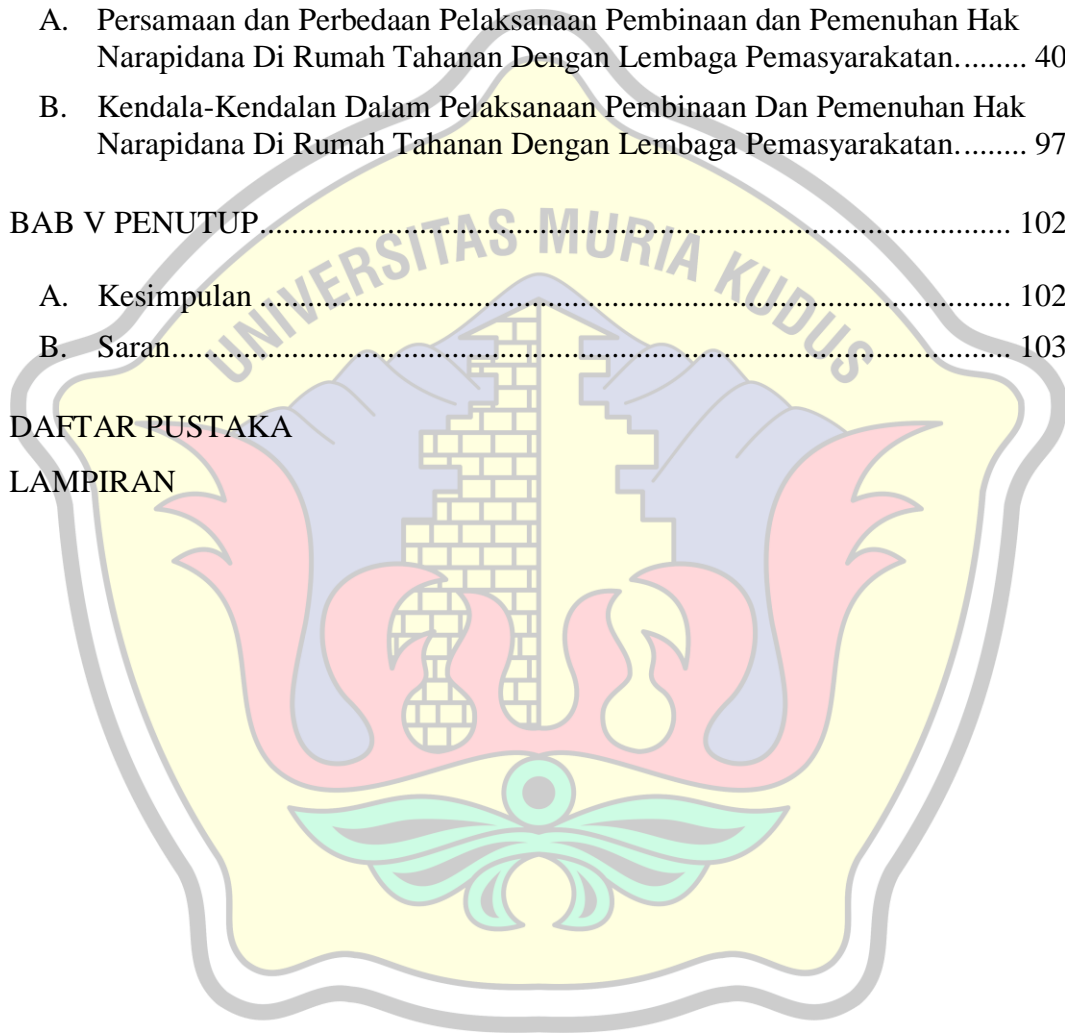 A. Persamaan dan Perbedaan Pelaksanaan Pembinaan dan Pemenuhan Hak
Narapidana Di Rumah Tahanan Dengan Lembaga Pemasyarakatan......... 40
B. Kendala-Kendalan Dalam Pelaksanaan Pembinaan Dan Pemenuhan Hak
Narapidana Di Rumah Tahanan Dengan Lembaga Pemasyarakatan......... 97
BAB V PENUTUP.......................................................................................... 102
A. Kesimpulan .......................................................................................... 102
B. Saran.................................................................................................... 103
DAFTAR PUSTAKA
LAMPIRAN
UNIVERSITAS MURIA KUDUS